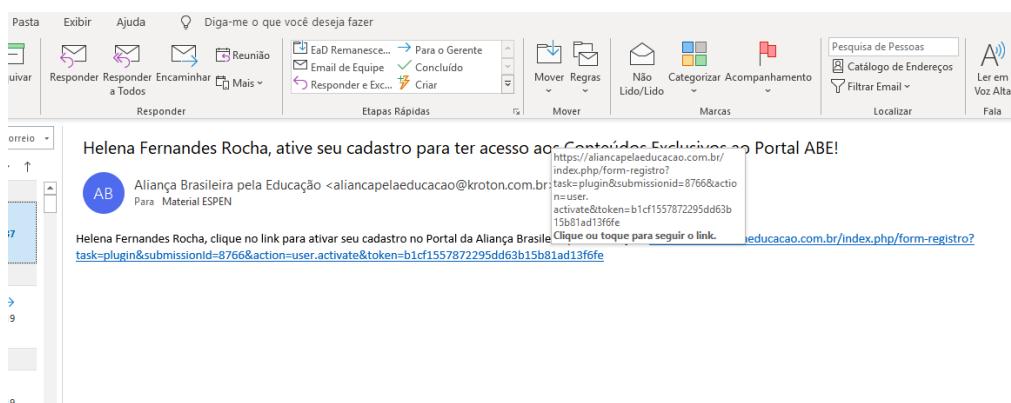 Pasta Exibir Ajuda Diga-me o que você deseja fazer
Reunião EaD Remanesce... Para o Gerente Pesquisa de Pessoas
Email de Equipe Concluído Catálogo de Endereços
Responder Responder a Todos Encaminhar Mais Responder e Exc... Criar Mover Regras Não Lido/Lido Categorizar Acompanhamento Filtrar Email Ler em Voz Alta
Responder Etapas Rápidas Mover Marcas Localizar Fala
Helena Fernandes Rocha, ative seu cadastro para ter acesso aos Conteúdos Exclusivos ao Portal ABE!
AB
Aliança Brasileira pela Educação <aliancapelaeducacao@kroton.com.br>
Para Material ESPEN
https://aliancapelaeducacao.com.br/
index.php/form-registro?
task=plugin&submissionid=8766&actio
n=user.
activate&token=b1cf1557872295dd63b
15b81ad13f6fe
Clique ou toque para seguir o link.
Helena Fernandes Rocha, clique no link para ativar seu cadastro no Portal da Aliança educacao.com.br/index.php/form-registro?
task=plugin&submissionId=8766&action=user.activate&token=b1cf1557872295dd63b15b81ad13f6fe